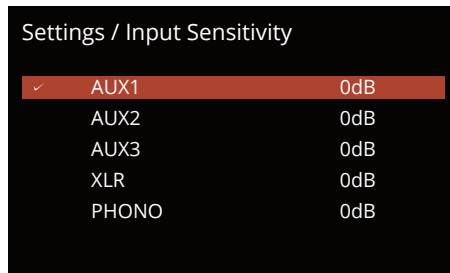 Settings / Input Sensitivity
✓ AUX1 0dB
AUX2 0dB
AUX3 0dB
XLR 0dB
PHONO 0dB